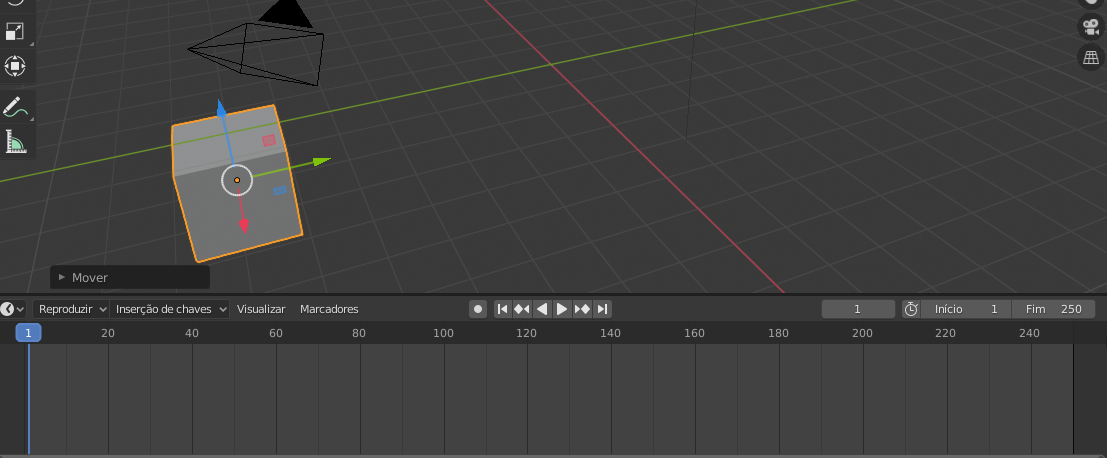 Mover
Reproduzir Inserção de chaves Visualizar Marcadores 1 Início 1 Fim 250
1 20 40 60 80 100 120 140 160 180 200 220 240